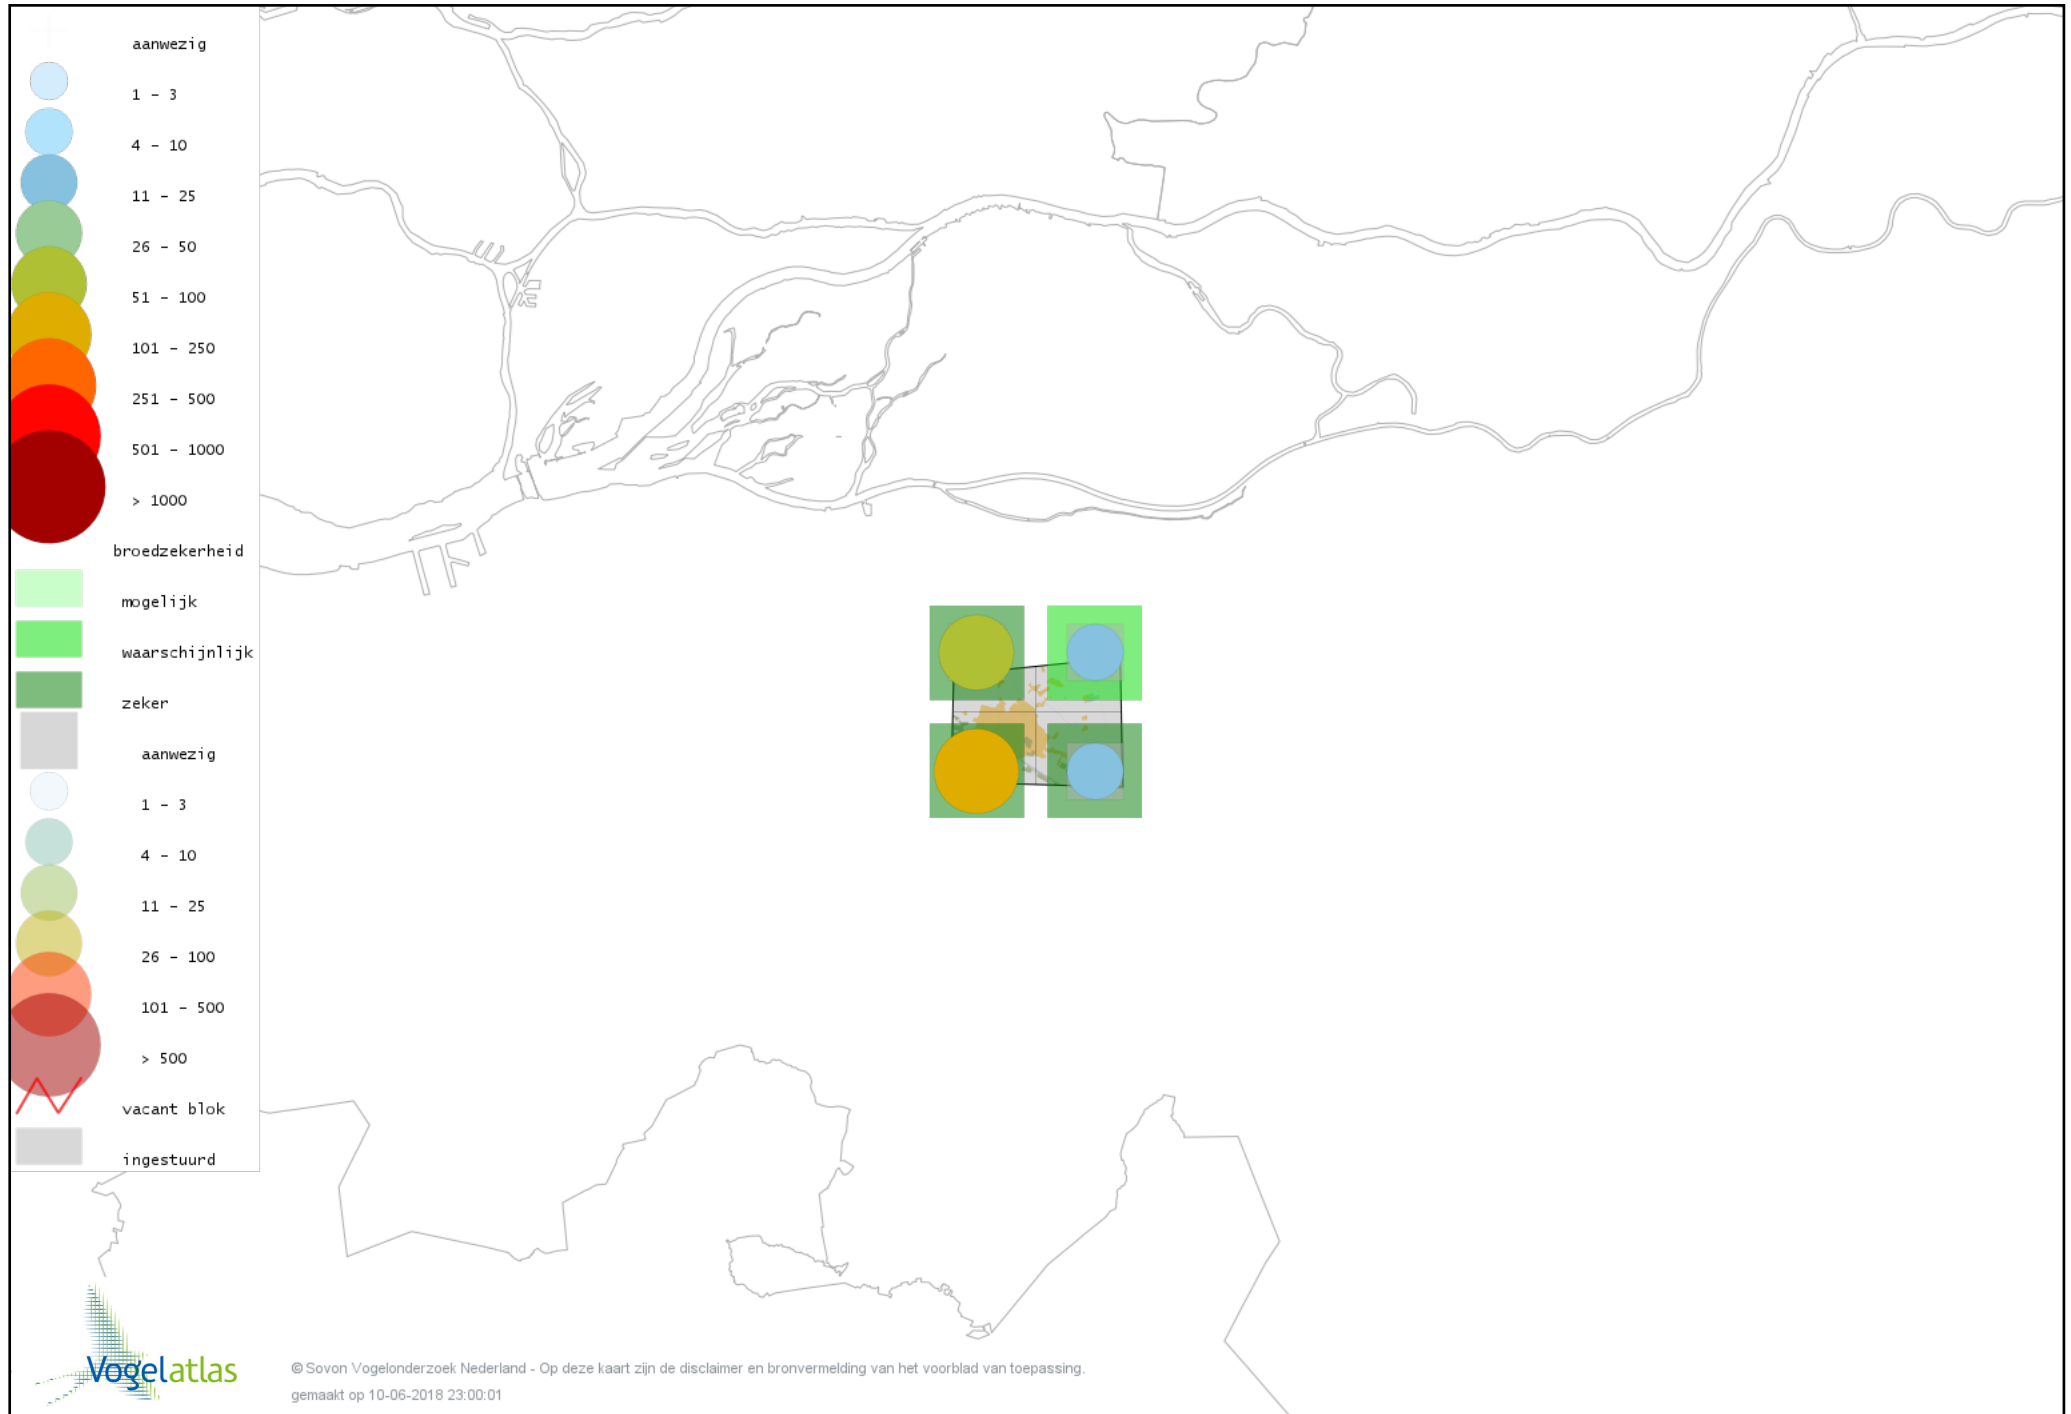 aanwezig
1 - 3
4 - 10
11 - 25
26 - 50
51 - 100
101 - 250
251 - 500
501 - 1000
> 1000
broedzekerheid
mogelijk
waarschijnlijk
zeker
aanwezig
1 - 3
4 - 10
11 - 25
26 - 100
101 - 500
> 500
vacant blok
ingestuurd
Vogelatlas
© Sovon Vogelonderzoek Nederland - Op deze kaart zijn de disclaimer en bronvermelding van het voorblad van toepassing.
gemaakt op 10-06-2018 23:00:01